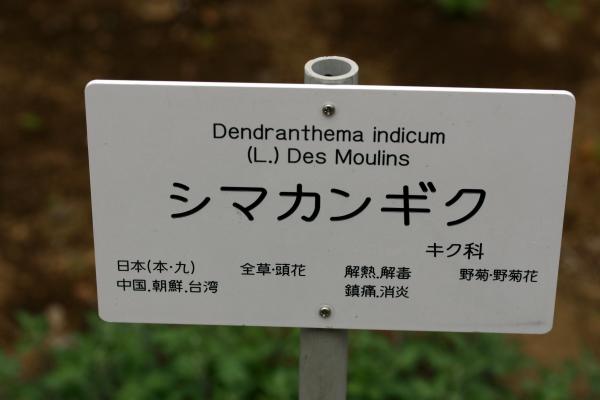 Dendranthema indicum
(L.) Des Moulins
シマカンギク
キク科
日本(本·九)
中国.朝鮮.台湾
全草·頭花
解熱.解毒
鎮痛.消炎
野菊·野菊花